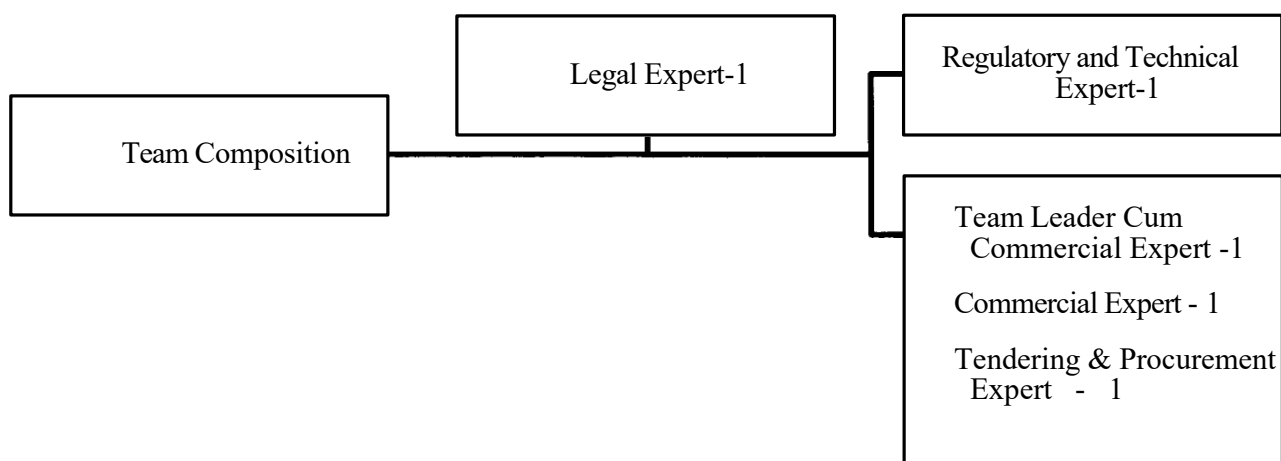 Team Composition
Legal Expert-1
Regulatory and Technical
Expert-1
Team Leader Cum
Commercial Expert -1
Commercial Expert - 1
Tendering & Procurement
Expert - 1